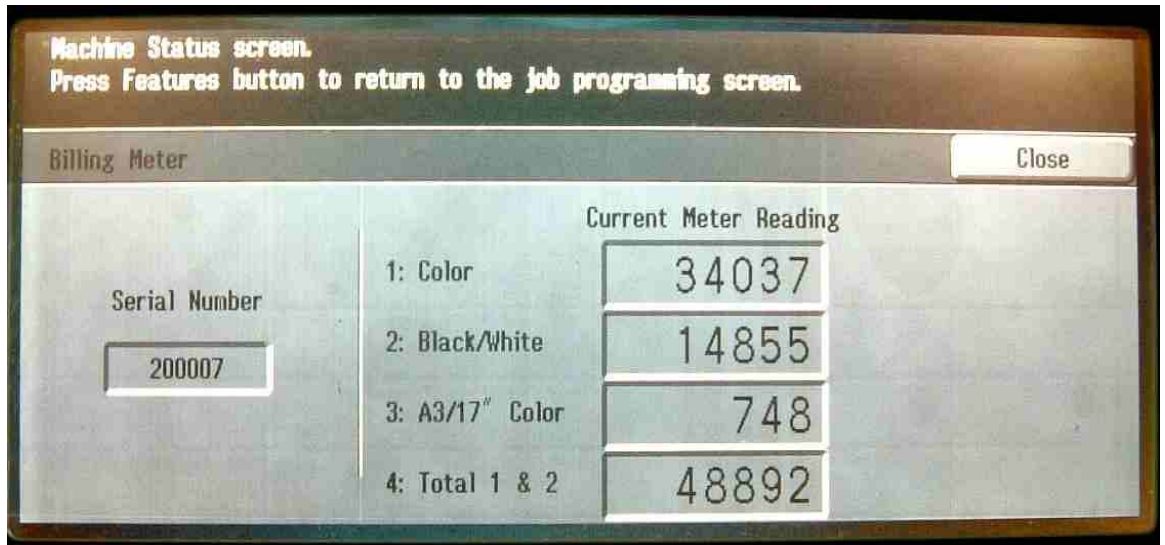 Machine Status screen.
Press Features button to return to the job programming screen.
Billing Meter
Close
Current Meter Reading
Serial Number
200007
1: Color
34037
2: Black/White
14855
3: A3/17″ Color
748
4: Total 1 & 2
48892